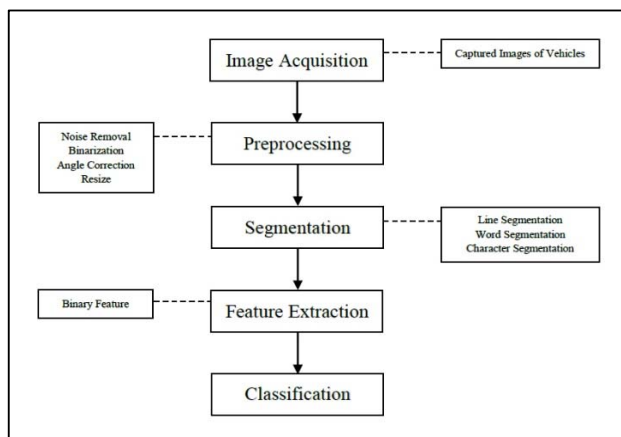 Image Acquisition
Captured Images of Vehicles
Noise Removal
Binarization
Angle Correction
Resize
Preprocessing
Segmentation
Line Segmentation
Word Segmentation
Character Segmentation
Binary Feature
Feature Extraction
Classification